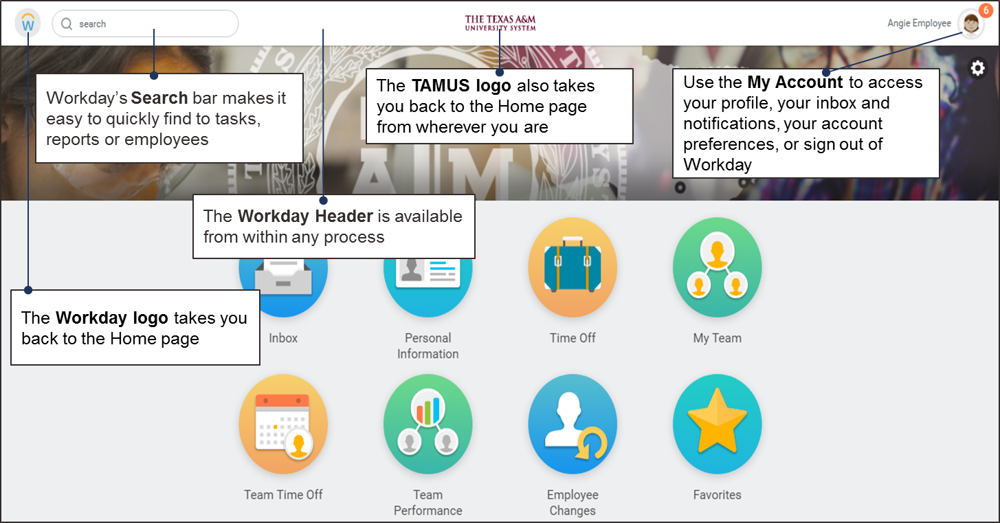 W
search
THE TEXAS A&M
UNIVERSITY SYSTEM
Angie Employee
6
Workday’s Search bar makes it
easy to quickly find to tasks,
reports or employees
The TAMUS logo also takes
you back to the Home page
from wherever you are
Use the My Account to access
your profile, your inbox and
notifications, your account
preferences, or sign out of
Workday
A M
The Workday Header is available
from within any process
The Workday logo takes you
back to the Home page
Inbox
Personal
Information
Time Off
My Team
Team Time Off
Team
Performance
Employee
Changes
Favorites